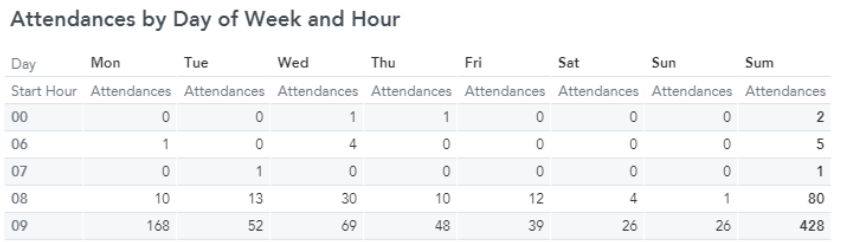 Attendances by Day of Week and Hour
Day Mon Tue Wed Thu Fri Sat Sun Sum
Start Hour Attendances Attendances Attendances Attendances Attendances Attendances Attendances Attendances
00 0 0 1 1 0 0 0 2
06 1 0 4 0 0 0 0 5
07 0 1 0 0 0 0 0 1
08 10 13 30 10 12 4 1 80
09 168 52 69 48 39 26 26 428